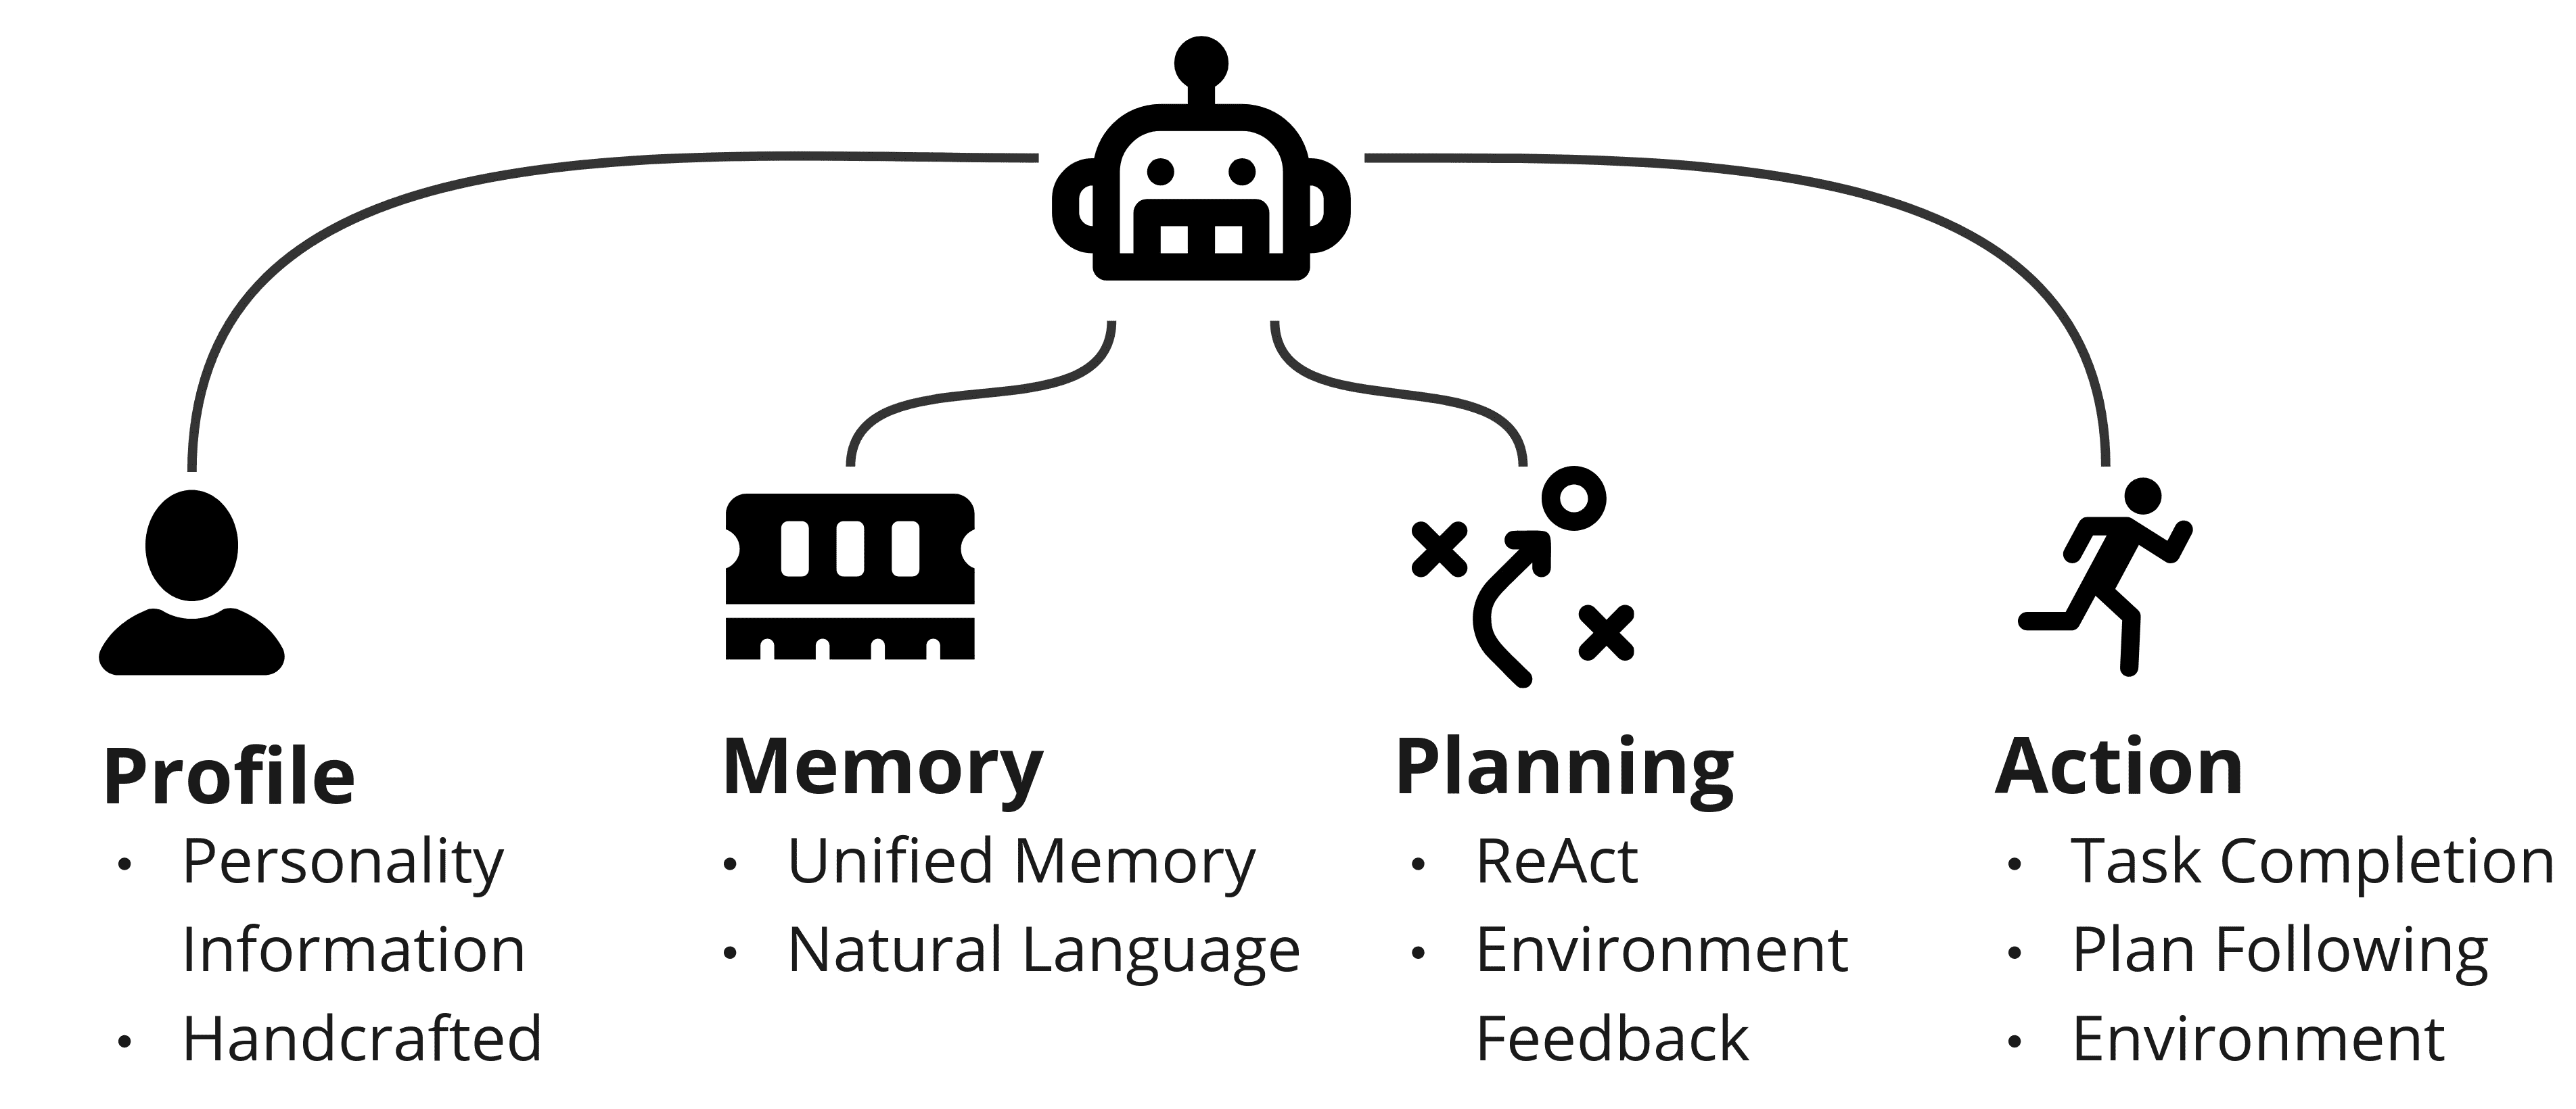 Profile
• Personality
Information
• Handcrafted
Memory
• Unified Memory
• Natural Language
Planning
• ReAct
• Environment
Feedback
Action
• Task Completion
• Plan Following
• Environment